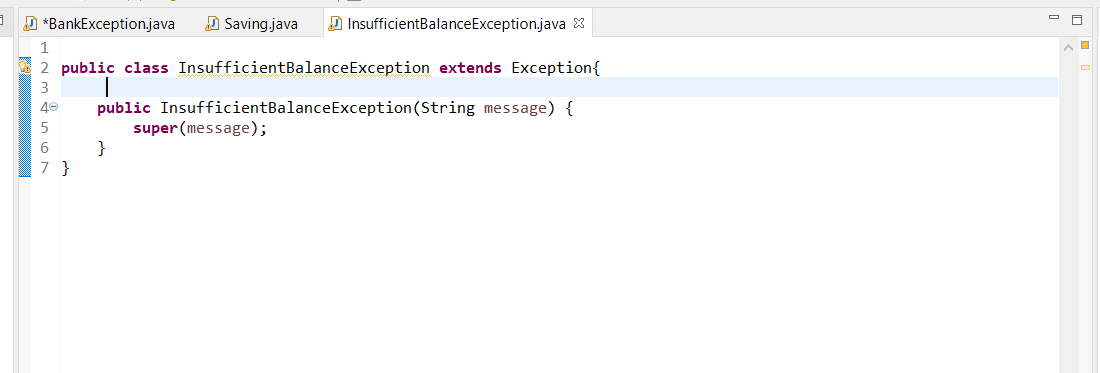 *BankException.java Saving.java InsufficientBalanceException.java
1
2 public class InsufficientBalanceException extends Exception{
3
4 public InsufficientBalanceException(String message) {
5 super(message);
6 }
7 }